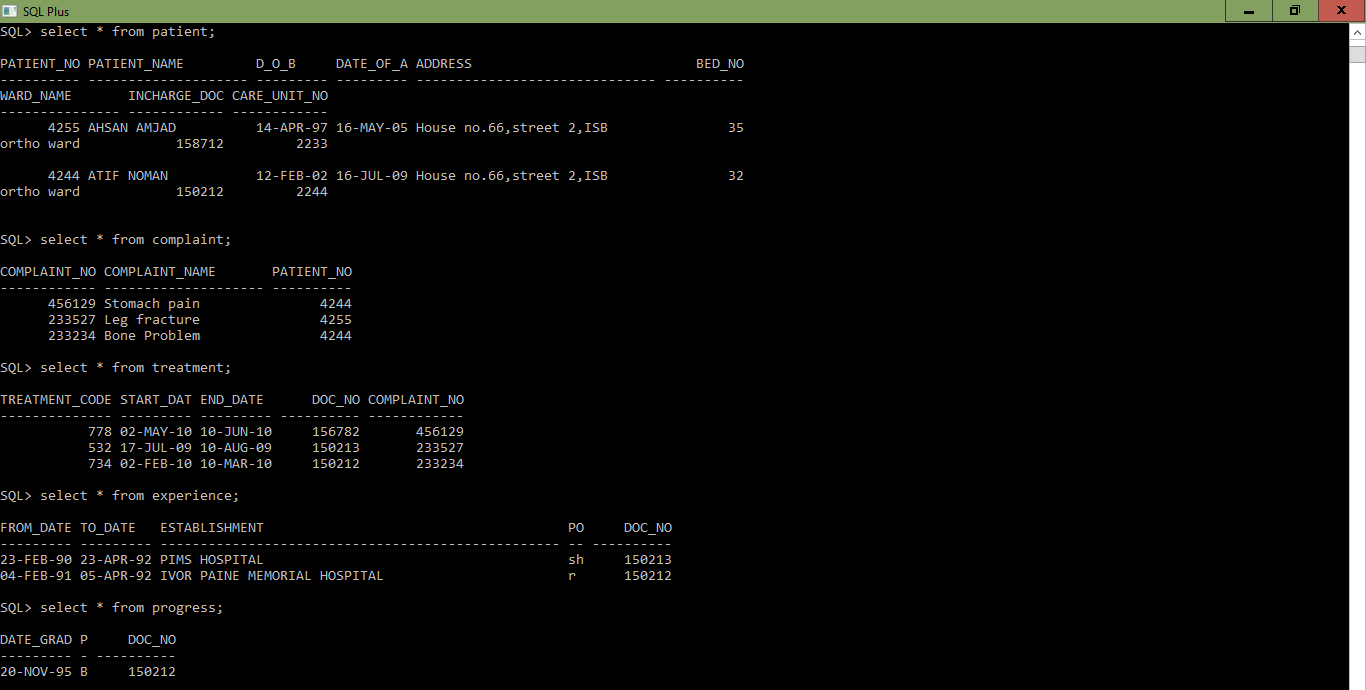 SQL Plus
SQL> select * from patient;
PATIENT_NO PATIENT_NAME         D_O_B     DATE_OF_A ADDRESS                            BED_NO
---------- -------------------- --------- --------- ------------------------------ ----------
WARD_NAME       INCHARGE_DOC CARE_UNIT_NO
--------------- ------------ ------------
      4255 AHSAN AMJAD          14-APR-97 16-MAY-05 House no.66,street 2,ISB               35
ortho ward            158712         2233
      4244 ATIF NOMAN           12-FEB-02 16-JUL-09 House no.66,street 2,ISB               32
ortho ward            150212         2244
SQL> select * from complaint;
COMPLAINT_NO COMPLAINT_NAME       PATIENT_NO
------------ -------------------- ----------
      456129 Stomach pain               4244
      233527 Leg fracture               4255
      233234 Bone Problem               4244
SQL> select * from treatment;
TREATMENT_CODE START_DAT END_DATE      DOC_NO COMPLAINT_NO
-------------- --------- --------- ---------- ------------
           778 02-MAY-10 10-JUN-10     156782       456129
           532 17-JUL-09 10-AUG-09     150213       233527
           734 02-FEB-10 10-MAR-10     150212       233234
SQL> select * from experience;
FROM_DATE TO_DATE   ESTABLISHMENT                                      PO     DOC_NO
--------- --------- -------------------------------------------------- -- ----------
23-FEB-90 23-APR-92 PIMS HOSPITAL                                      sh     150213
04-FEB-91 05-APR-92 IVOR PAINE MEMORIAL HOSPITAL                       r      150212
SQL> select * from progress;
DATE_GRAD P     DOC_NO
--------- - ----------
20-NOV-95 B     150212